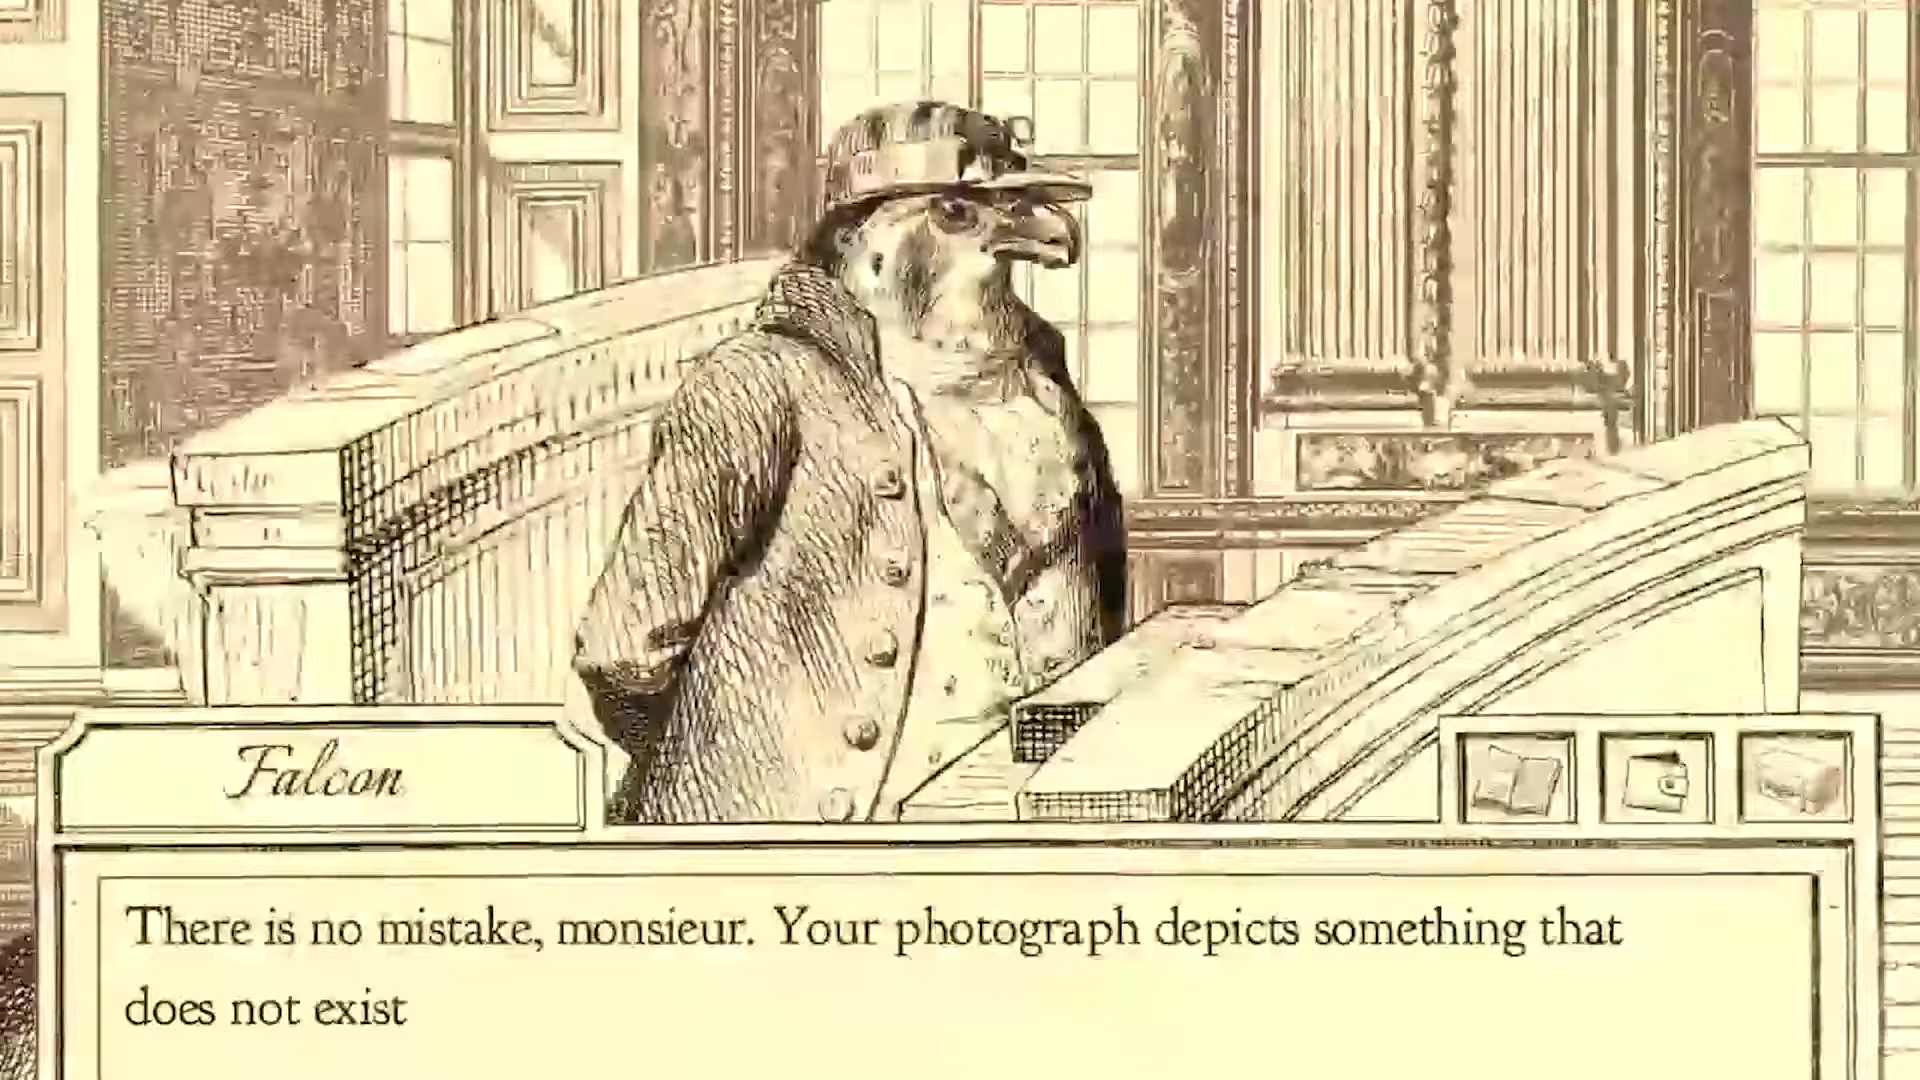 Falcon
There is no mistake, monsieur. Your photograph depicts something that
does not exist